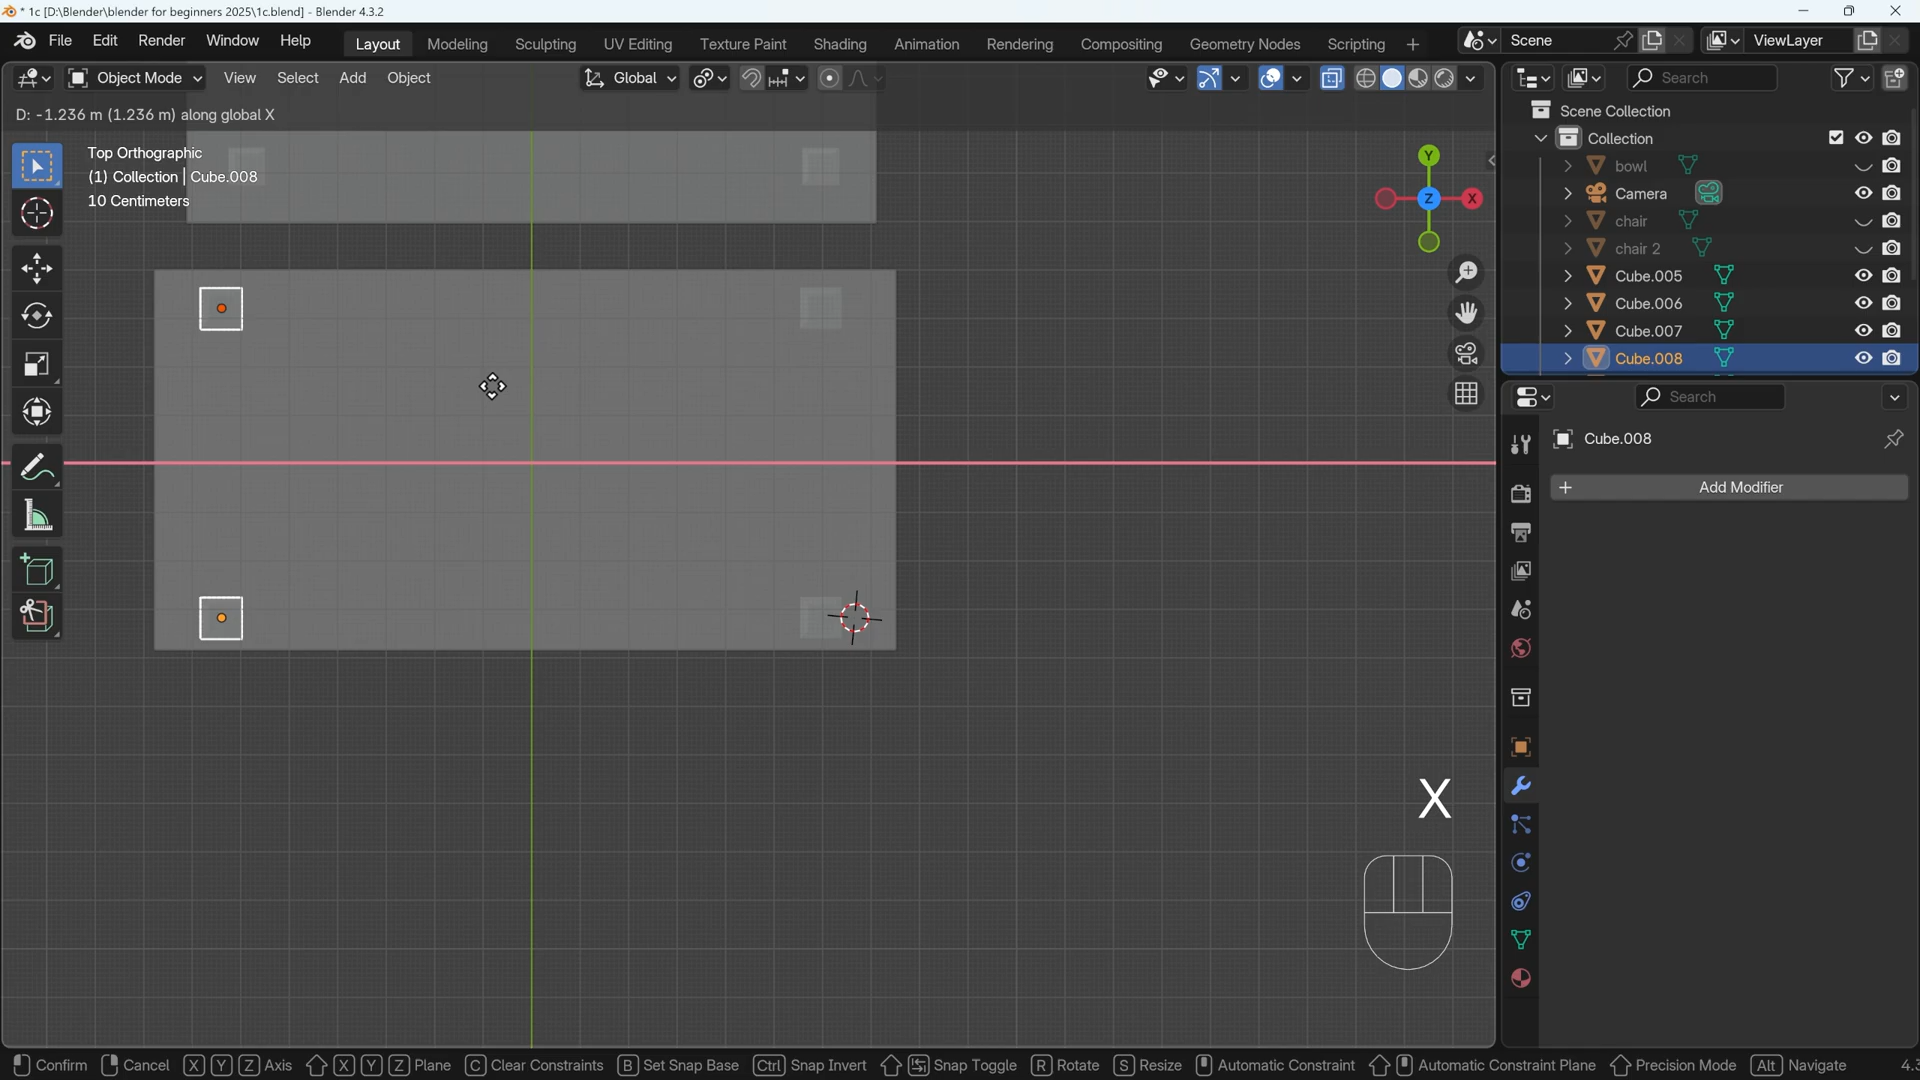 * 1c [D:\Blender\blender for beginners 2025\1c.blend] - Blender 4.3.2
File Edit Render Window Help Layout Modeling Sculpting UV Editing Texture Paint Shading Animation Rendering Compositing Geometry Nodes Scripting + Scene ViewLayer
Object Mode View Select Add Object Global Search
D: -1.236 m (1.236 m) along global X
Scene Collection
Collection
Top Orthographic
(1) Collection | Cube.008
10 Centimeters
Y
X
Z
bowl
Camera
chair
chair 2
Cube.005
Cube.006
Cube.007
Cube.008
Search
Cube.008
+ Add Modifier
X
Confirm Cancel X Y Z Axis X Y Z Plane C Clear Constraints B Set Snap Base Ctrl Snap Invert Snap Toggle R Rotate S Resize Automatic Constraint Automatic Constraint Plane Precision Mode Alt Navigate 4.3